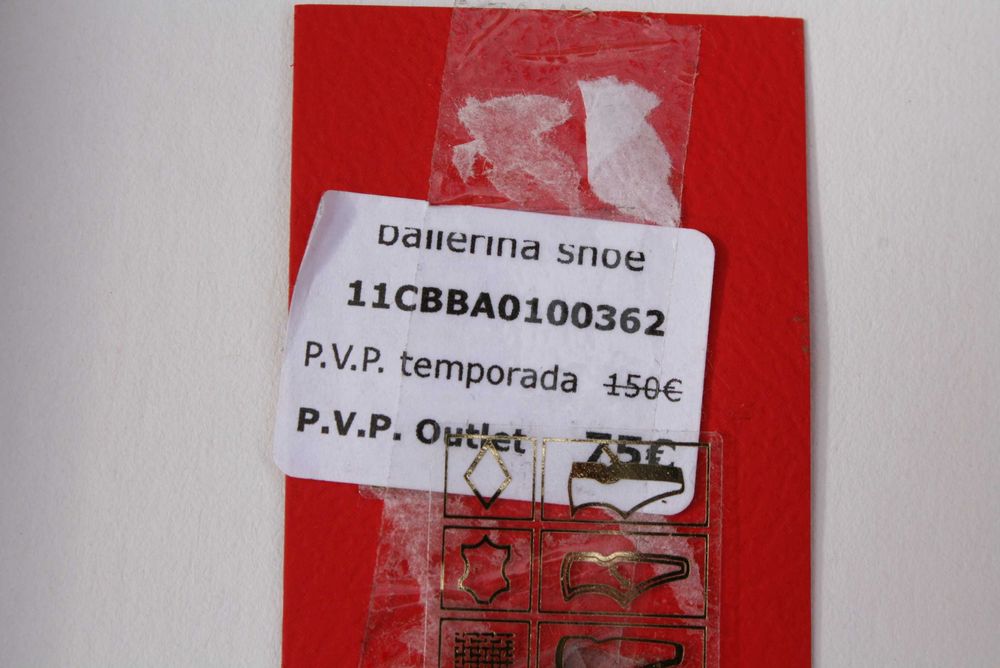 ballerina shoe
11CBBA0100362
P.V.P. temporada 150€
P.V.P. Outlet 75€